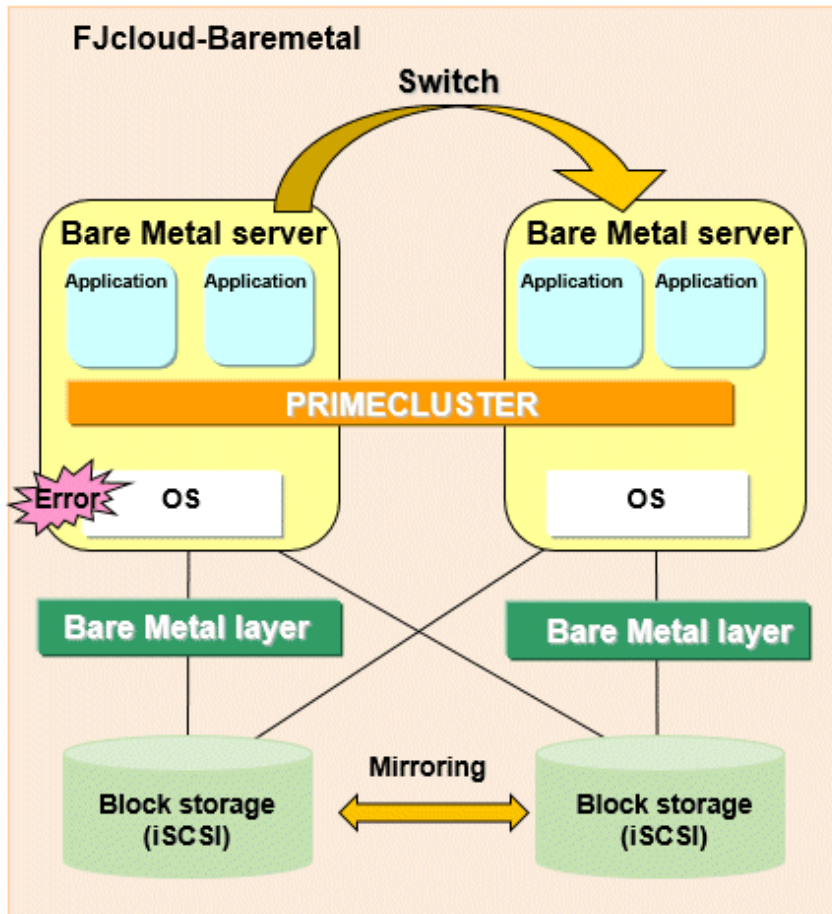 FJcloud-Baremetal
Switch
Bare Metal server
Bare Metal server
Application
Application
Application
Application
PRIMECLUSTER
Error
OS
OS
Bare Metal layer
Bare Metal layer
Mirroring
Block storage
(iSCSI)
Block storage
(iSCSI)